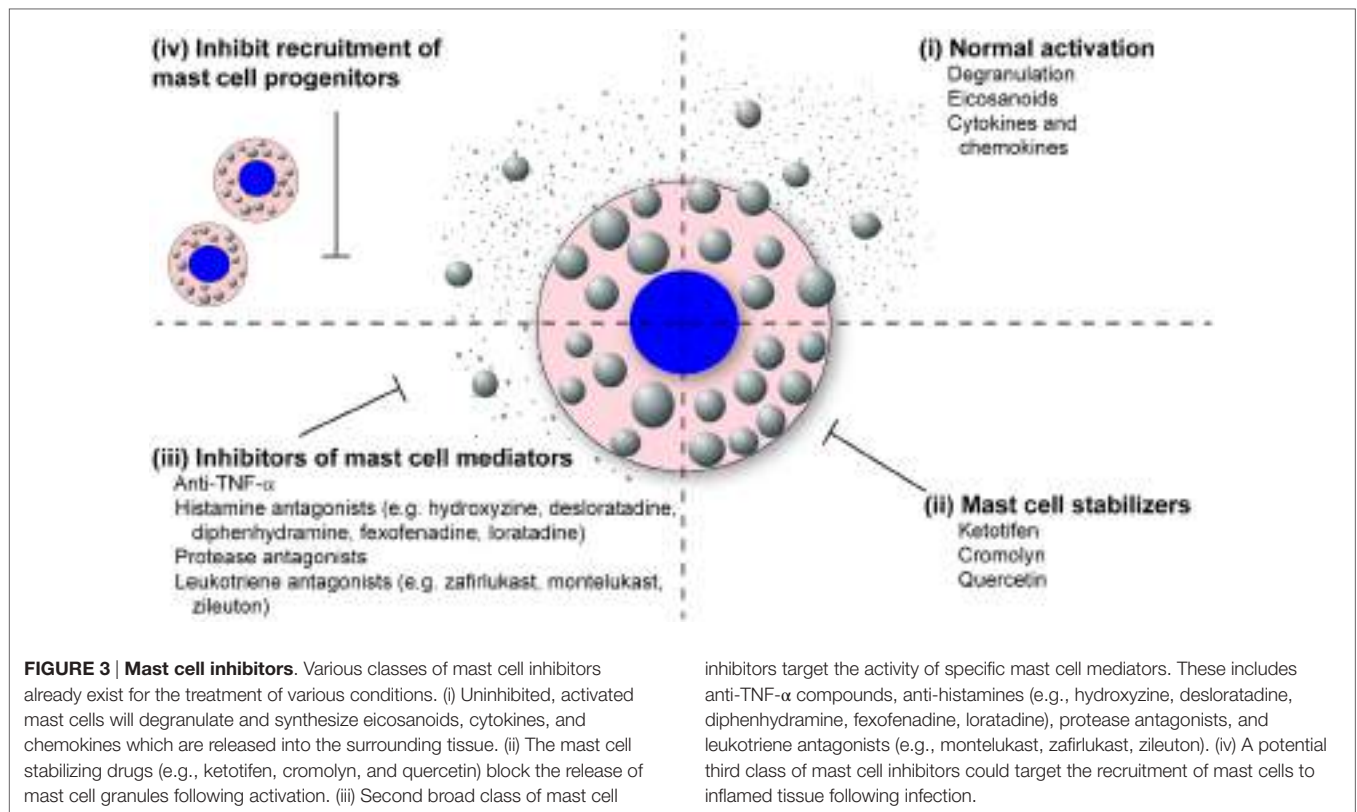 (iv) Inhibit recruitment of
mast cell progenitors
(i) Normal activation
Degranulation
Eicosanoids
Cytokines and
chemokines
(iii) Inhibitors of mast cell mediators
Anti-TNF-α
Histamine antagonists (e.g. hydroxyzine, desloratadine,
diphenhydramine, fexofenadine, loratadine)
Protease antagonists
Leukotriene antagonists (e.g. zafirlukast, montelukast,
zileuton)
(ii) Mast cell stabilizers
Ketotifen
Cromolyn
Quercetin
FIGURE 3 | Mast cell inhibitors. Various classes of mast cell inhibitors
already exist for the treatment of various conditions. (i) Uninhibited, activated
mast cells will degranulate and synthesize eicosanoids, cytokines, and
chemokines which are released into the surrounding tissue. (ii) The mast cell
stabilizing drugs (e.g., ketotifen, cromolyn, and quercetin) block the release of
mast cell granules following activation. (iii) Second broad class of mast cell
inhibitors target the activity of specific mast cell mediators. These includes
anti-TNF-α compounds, anti-histamines (e.g., hydroxyzine, desloratadine,
diphenhydramine, fexofenadine, loratadine), protease antagonists, and
leukotriene antagonists (e.g., montelukast, zafirlukast, zileuton). (iv) A potential
third class of mast cell inhibitors could target the recruitment of mast cells to
inflamed tissue following infection.